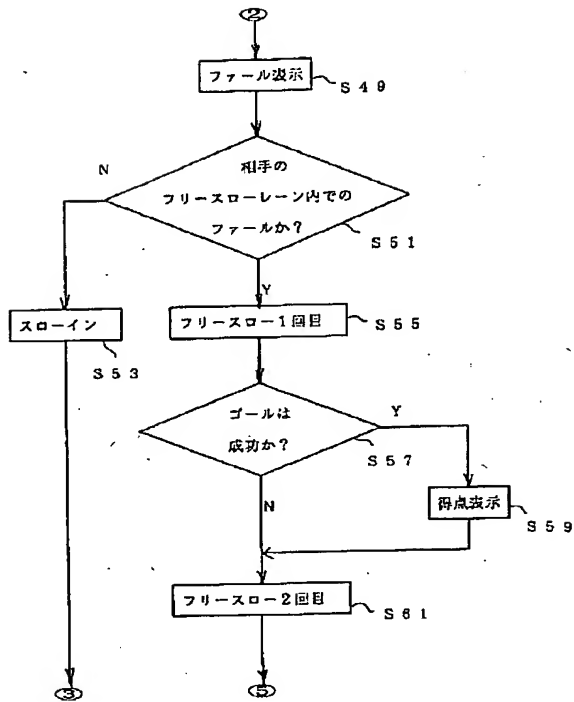 ②
ファール表示
S49
相手の
フリースローレーン内での
ファールか？
S51
N
Y
スローイン
S53
フリースロー1回目
S55
ゴールは
成功か？
S57
Y
N
得点表示
S59
フリースロー2回目
S61
③
⑤